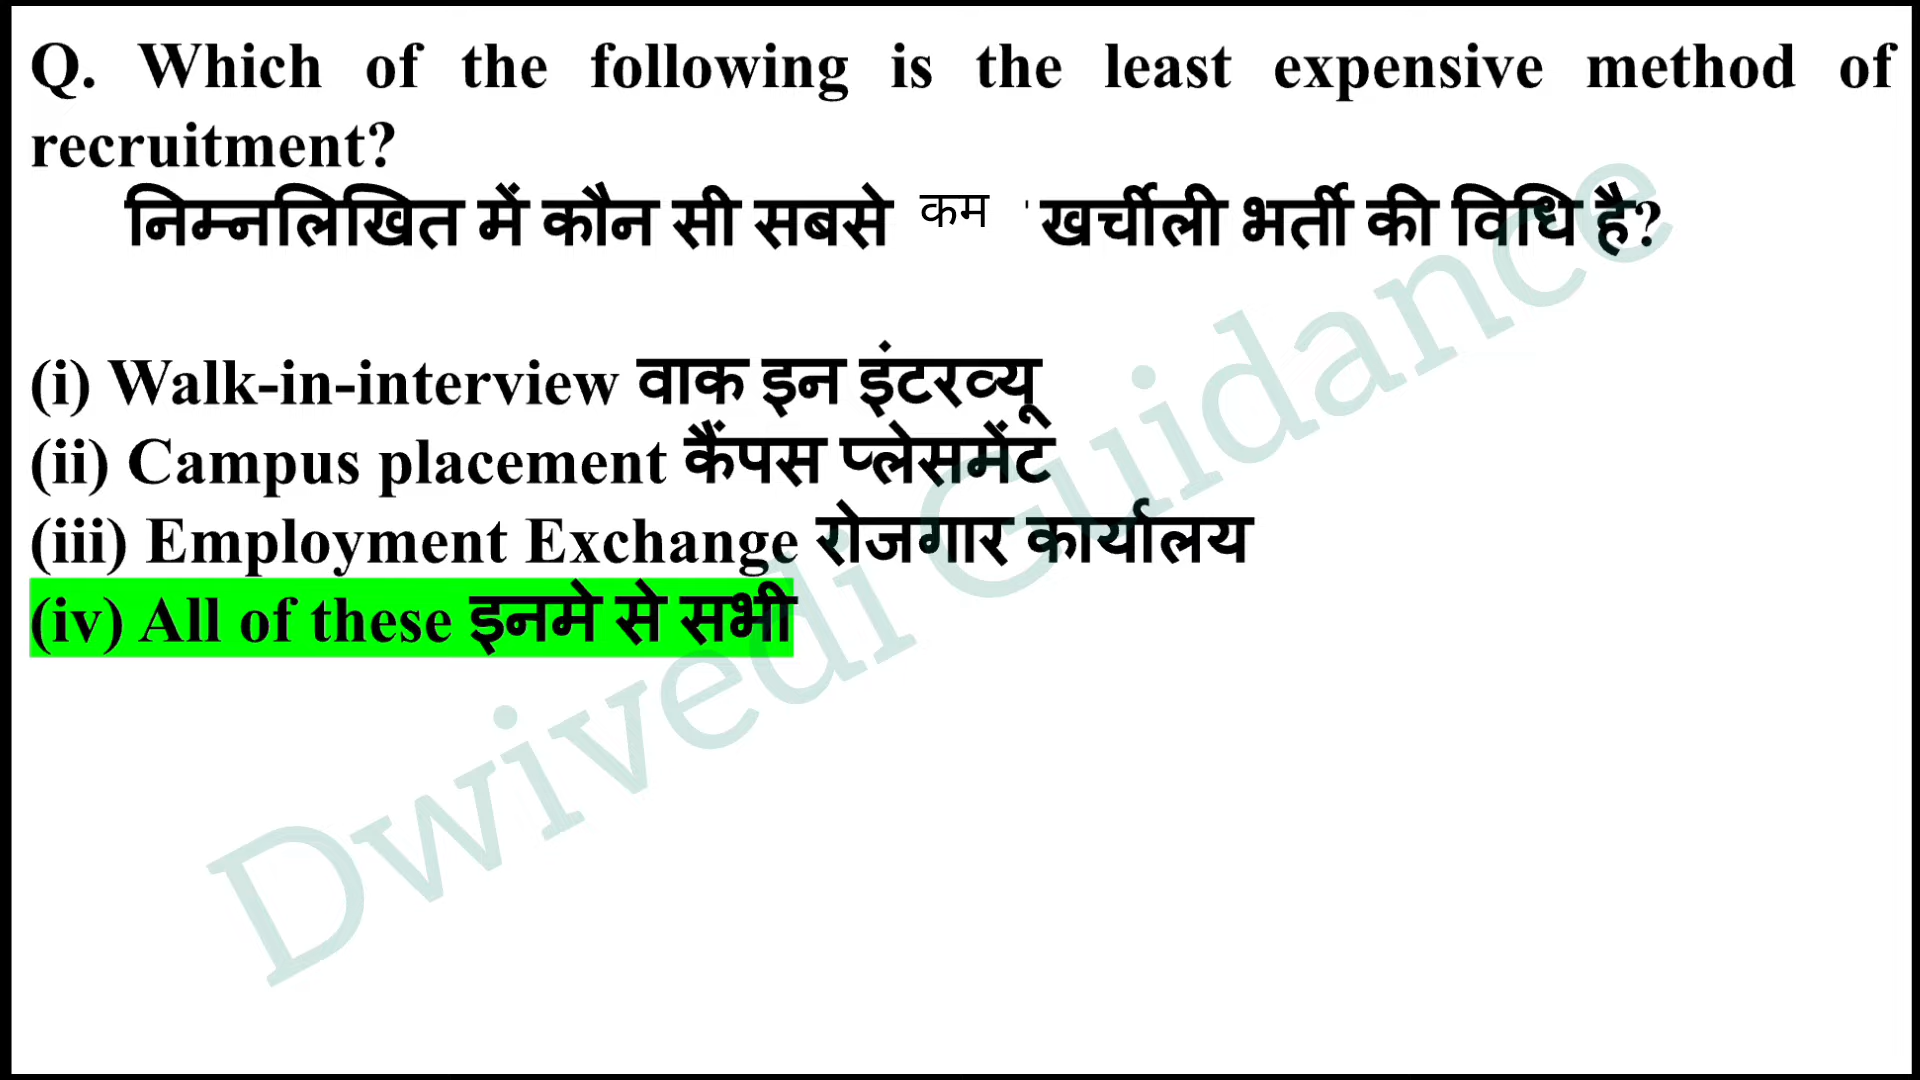 Q. Which of the following is the least expensive method of
recruitment?
निम्नलिखित में कौन सी सबसे कम खर्चीली भर्ती की विधि है?
(i) Walk-in-interview वाक इन इंटरव्यू
(ii) Campus placement कैंपस प्लेसमेंट
(iii) Employment Exchange रोजगार कार्यालय
(iv) All of these इनमे से सभी
Dwivedi Guidance